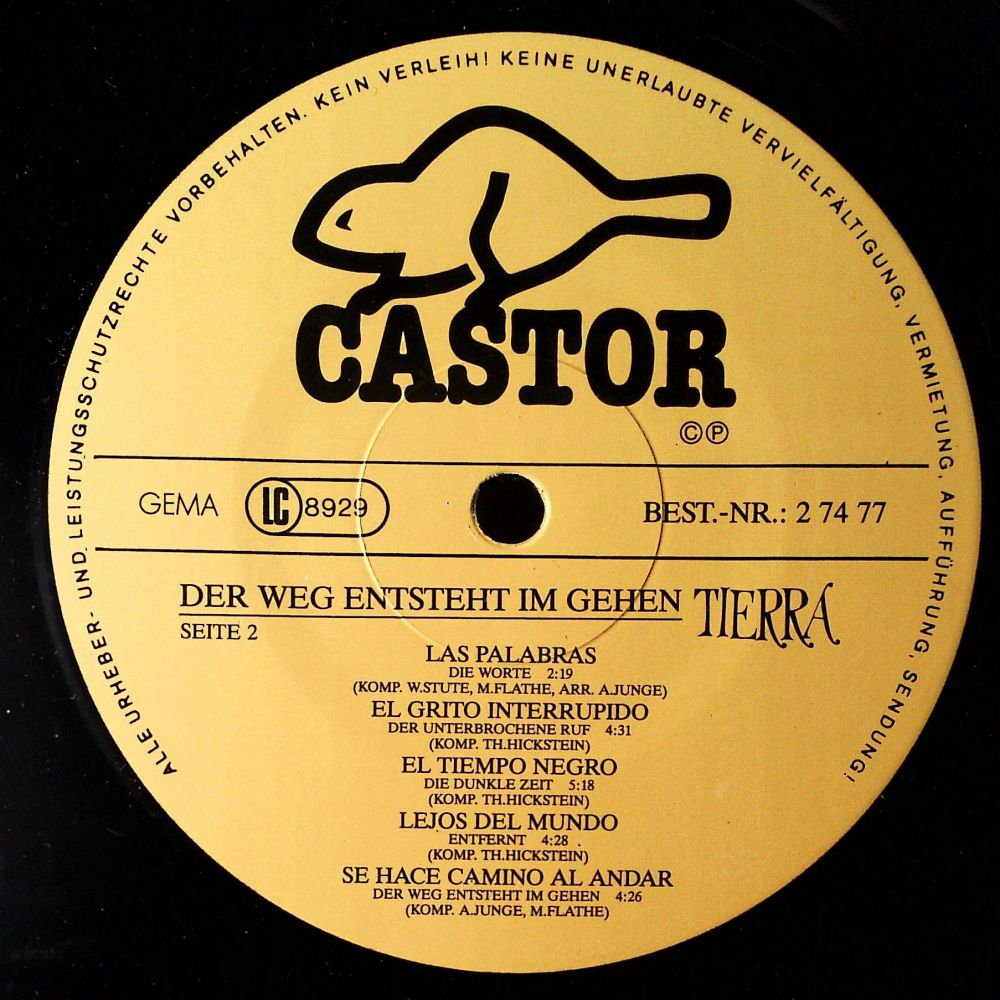 ALLE URHEBER- UND LEISTUNGSSCHUTZRECHTE VORBEHALTEN. KEIN VERLEIH! KEINE UNERLAUBTE VERVIELFÄLTIGUNG, VERMIETUNG, AUFFÜHRUNG, SENDUNG!
CASTOR
©℗
GEMA LC 8929 BEST.-NR.: 2 74 77
DER WEG ENTSTEHT IM GEHEN TIERRA
SEITE 2
LAS PALABRAS
DIE WORTE 2:19
(KOMP. W.STUTE, M.FLATHE, ARR. A.JUNGE)
EL GRITO INTERRUPIDO
DER UNTERBROCHENE RUF 4:31
(KOMP. TH.HICKSTEIN)
EL TIEMPO NEGRO
DIE DUNKLE ZEIT 5:18
(KOMP. TH.HICKSTEIN)
LEJOS DEL MUNDO
ENTFERNT 4:28
(KOMP. TH.HICKSTEIN)
SE HACE CAMINO AL ANDAR
DER WEG ENTSTEHT IM GEHEN 4:26
(KOMP. A.JUNGE, M.FLATHE)